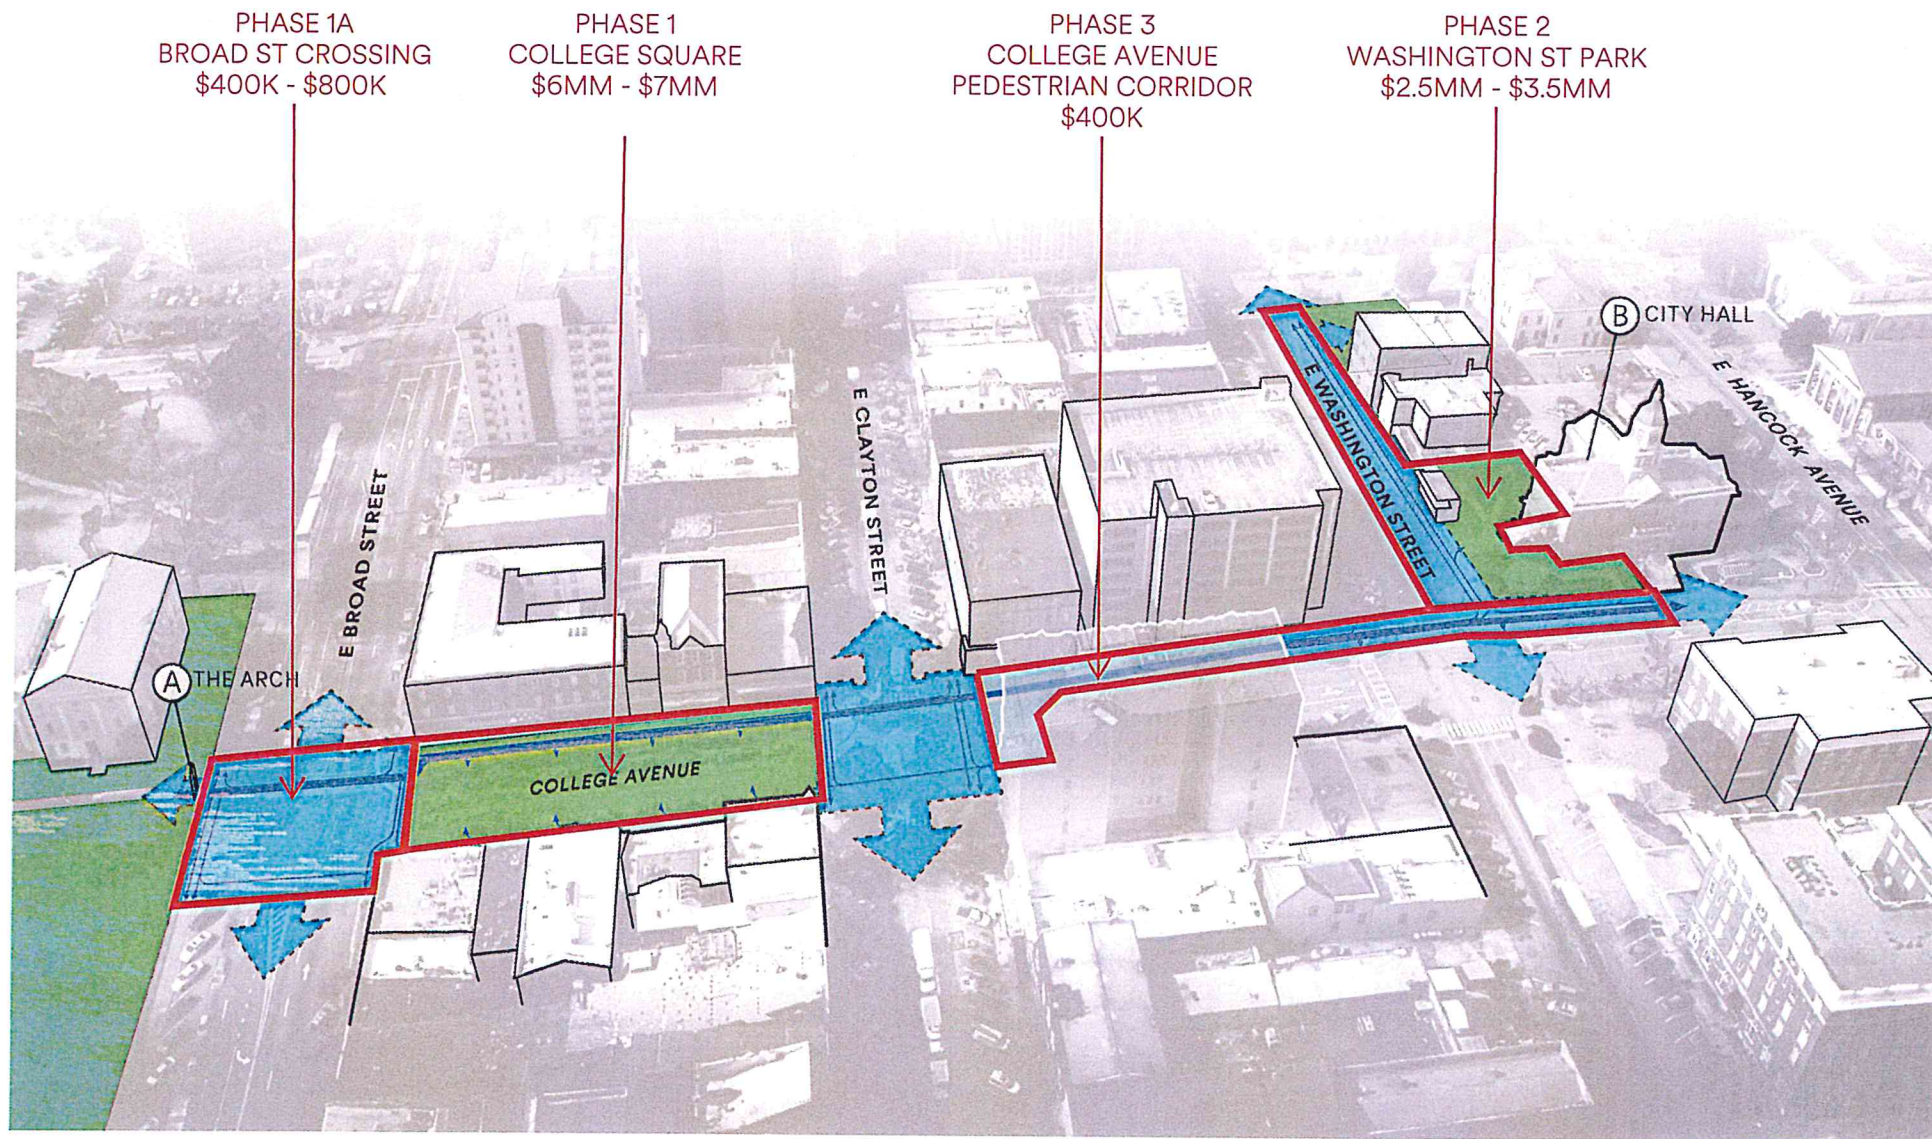 PHASE 1A
BROAD ST CROSSING
$400K - $800K
PHASE 1
COLLEGE SQUARE
$6MM - $7MM
PHASE 3
COLLEGE AVENUE
PEDESTRIAN CORRIDOR
$400K
PHASE 2
WASHINGTON ST PARK
$2.5MM - $3.5MM
B CITY HALL
E HANCOCK AVENUE
E WASHINGTON STREET
E CLAYTON STREET
E BROAD STREET
A THE ARCH
COLLEGE AVENUE